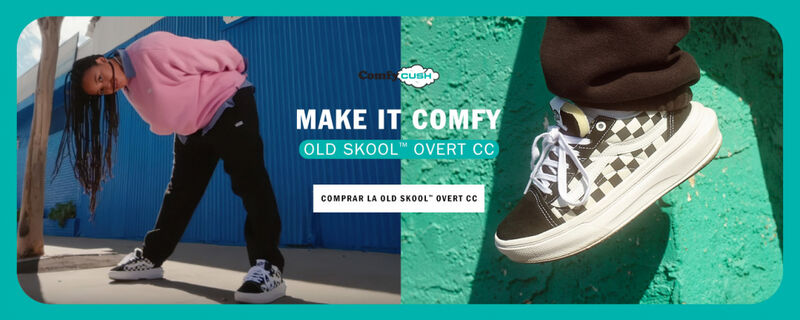 ComfyCUSH
MAKE IT COMFY
OLD SKOOL™ OVERT CC
COMPRAR LA OLD SKOOL™ OVERT CC